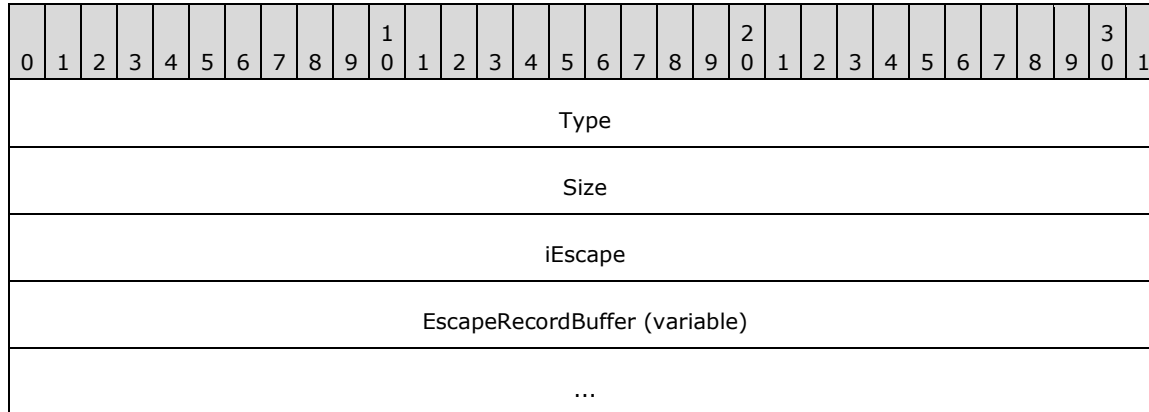 1 2 3
0 1 2 3 4 5 6 7 8 9 0 1 2 3 4 5 6 7 8 9 0 1 2 3 4 5 6 7 8 9 0 1
Type
Size
iEscape
EscapeRecordBuffer (variable)
...